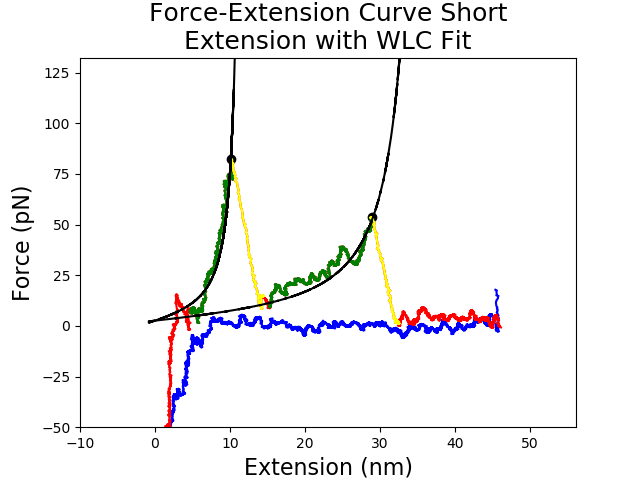 Force-Extension Curve Short
Extension with WLC Fit
125
100
75
50
25
0
−25
−50
Force (pN)
−10 0 10 20 30 40 50
Extension (nm)